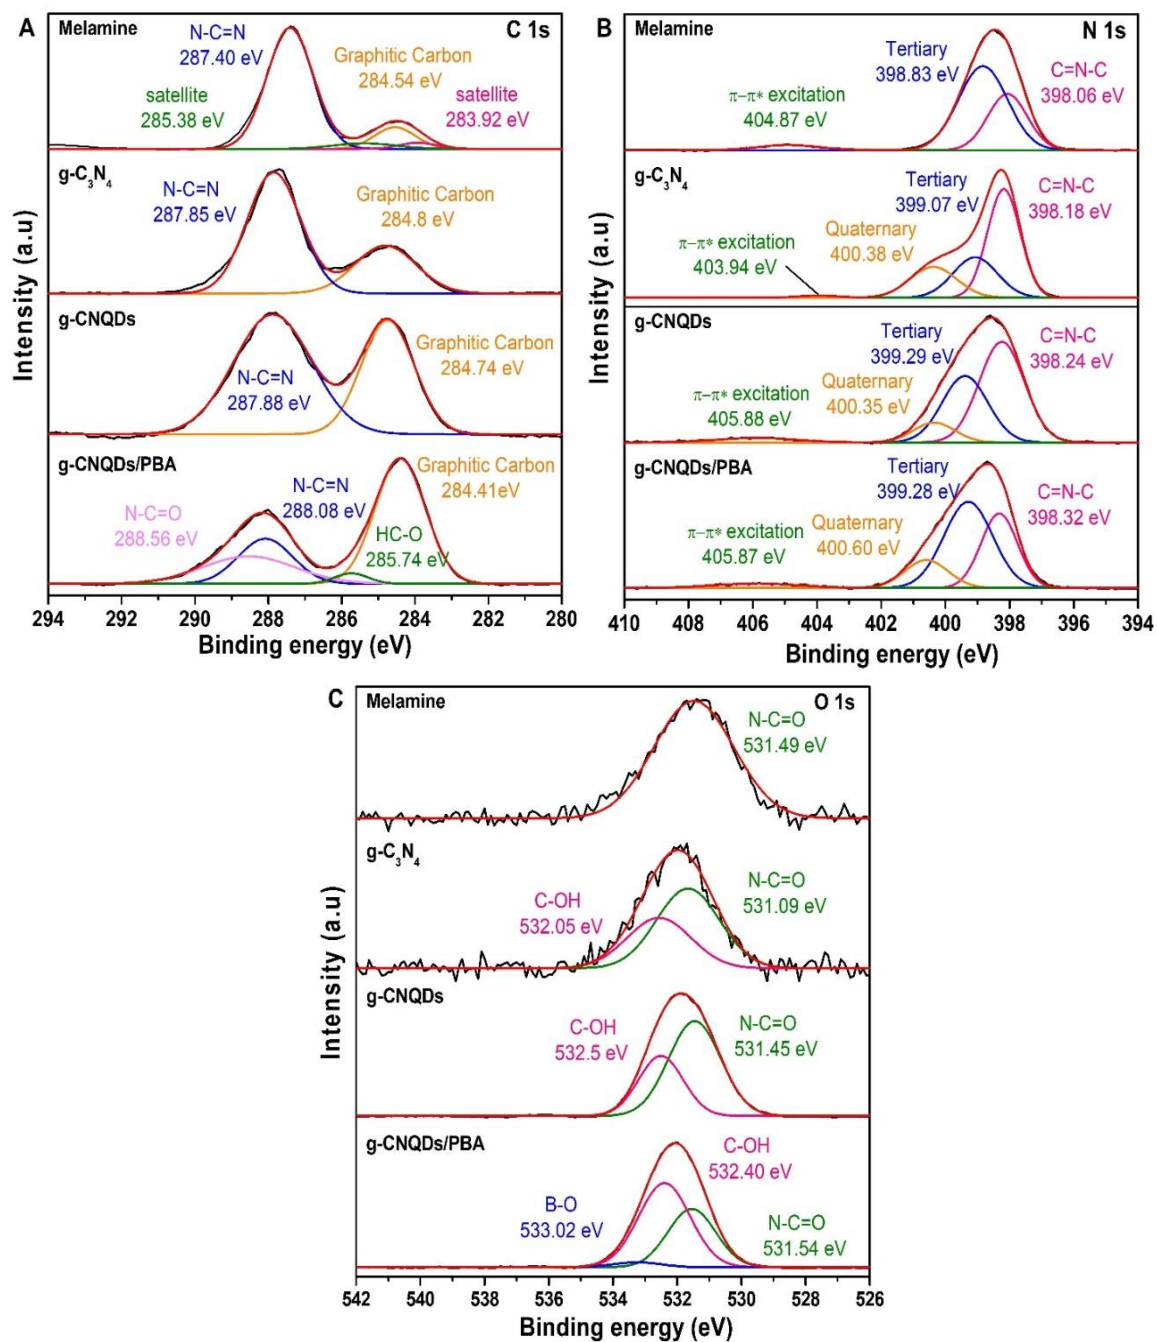 A
Melamine
C 1s
N-C=N
287.40 eV
Graphitic Carbon
284.54 eV
satellite
285.38 eV
satellite
283.92 eV
g-C₃N₄
N-C=N
287.85 eV
Graphitic Carbon
284.8 eV
g-CNQDs
N-C=N
287.88 eV
Graphitic Carbon
284.74 eV
g-CNQDs/PBA
N-C=O
288.56 eV
N-C=N
288.08 eV
HC-O
285.74 eV
Graphitic Carbon
284.41eV
294 292 290 288 286 284 282 280
Binding energy (eV)
Intensity (a.u)
B
Melamine
N 1s
π-π* excitation
404.87 eV
Tertiary
398.83 eV
C=N-C
398.06 eV
g-C₃N₄
π-π* excitation
403.94 eV
Quaternary
400.38 eV
Tertiary
399.07 eV
C=N-C
398.18 eV
g-CNQDs
π-π* excitation
405.88 eV
Quaternary
400.35 eV
Tertiary
399.29 eV
C=N-C
398.24 eV
g-CNQDs/PBA
π-π* excitation
405.87 eV
Quaternary
400.60 eV
Tertiary
399.28 eV
C=N-C
398.32 eV
410 408 406 404 402 400 398 396 394
Binding energy (eV)
Intensity (a.u)
C
Melamine
O 1s
N-C=O
531.49 eV
g-C₃N₄
C-OH
532.05 eV
N-C=O
531.09 eV
g-CNQDs
C-OH
532.5 eV
N-C=O
531.45 eV
g-CNQDs/PBA
B-O
533.02 eV
C-OH
532.40 eV
N-C=O
531.54 eV
542 540 538 536 534 532 530 528 526
Binding energy (eV)
Intensity (a.u)